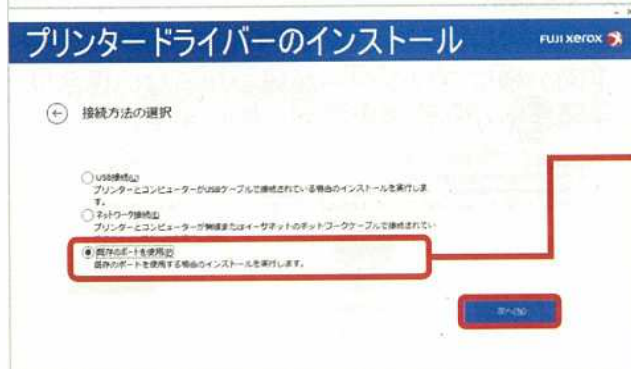 プリンタードライバーのインストール
FUJI XEROX
接続方法の選択
USB接続(U)
プリンターとコンピューターがUSBケーブルで接続されている場合のインストールを実行しま
す。
ネットワーク接続(E)
プリンターとコンピューターが無線またはイーサネットのネットワークケーブルで接続されてい
既存のポートを使用(P)
既存のポートを使用する場合のインストールを実行します。
次へ(N)